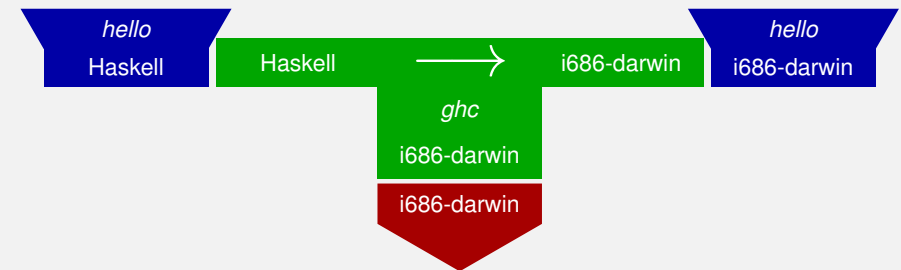 hello
Haskell
Haskell → i686-darwin
hello
i686-darwin
ghc
i686-darwin
i686-darwin